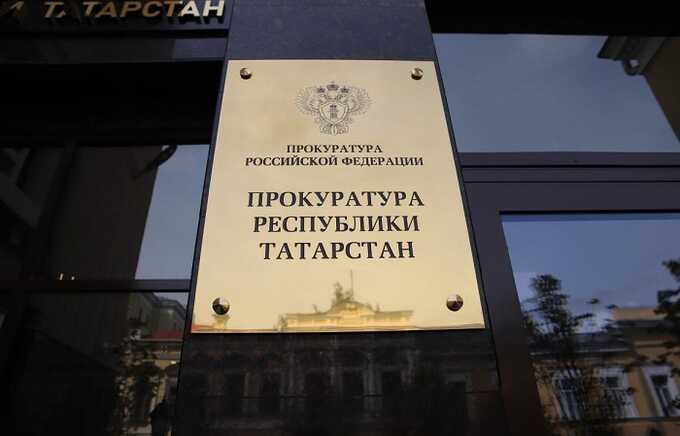 И ТАТАРСТАН
ПРОКУРАТУРА
РОССИЙСКОЙ ФЕДЕРАЦИИ
ПРОКУРАТУРА
РЕСПУБЛИКИ
ТАТАРСТАН